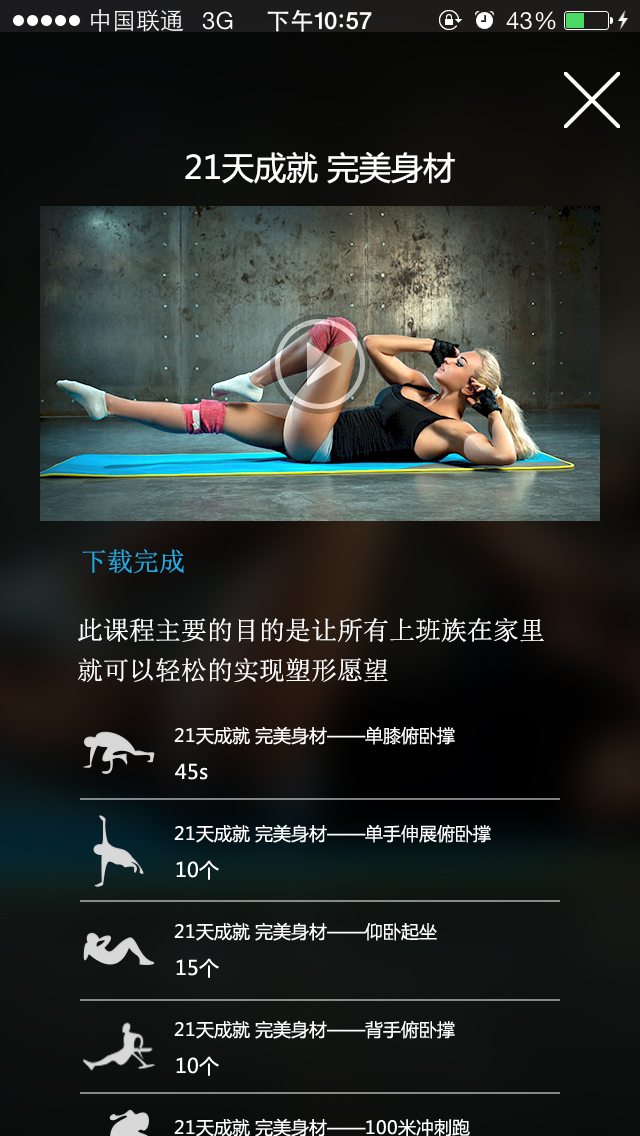 中国联通 3G 下午10:57 43%
21天成就 完美身材
下载完成
此课程主要的目的是让所有上班族在家里
就可以轻松的实现塑形愿望
21天成就 完美身材——单膝俯卧撑
45s
21天成就 完美身材——单手伸展俯卧撑
10个
21天成就 完美身材——仰卧起坐
15个
21天成就 完美身材——背手俯卧撑
10个
21天成就 完美身材——100米冲刺跑